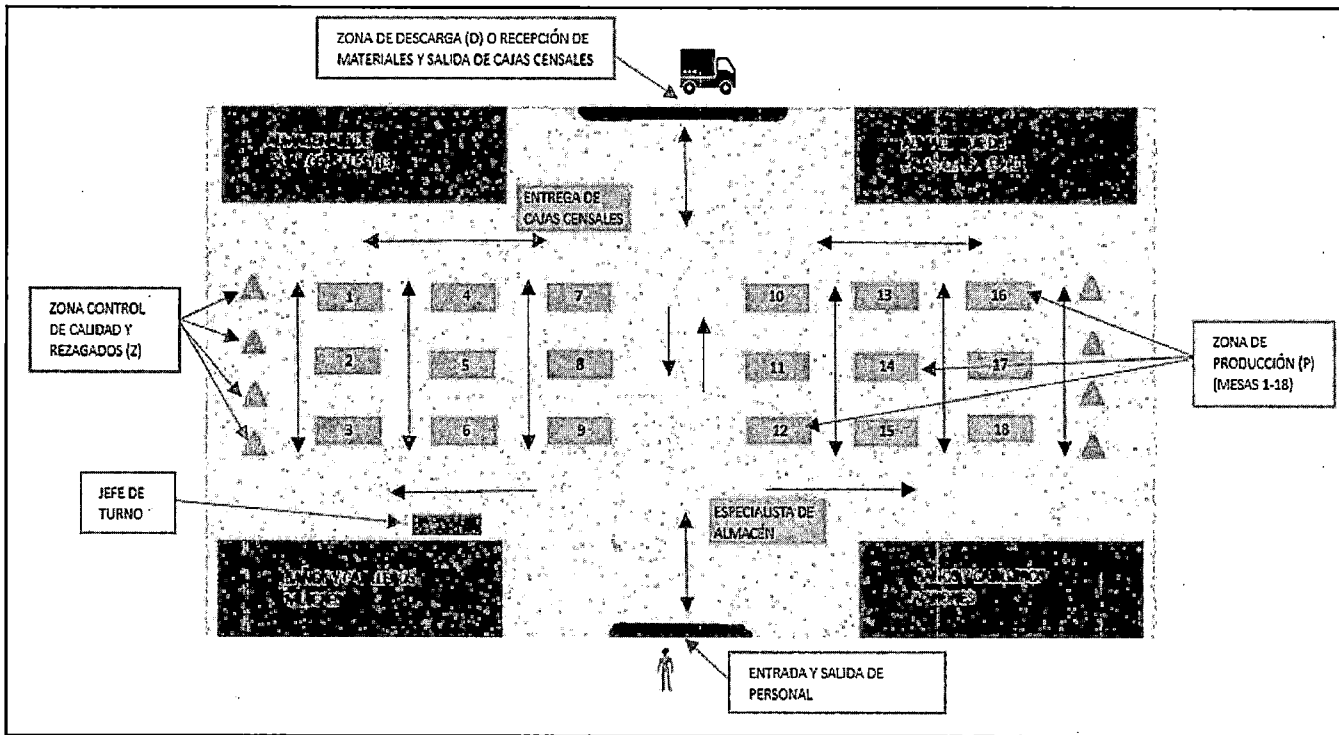 ZONA DE DESCARGA (D) O RECEPCIÓN DE
MATERIALES Y SALIDA DE CAJAS CENSALES
ENTREGA DE
CAJAS CENSALES
ZONA CONTROL
DE CALIDAD Y
REZAGADOS (Z)
1 4 7 10 13 16
2 5 8 11 14 17
3 6 9 12 15 18
ZONA DE
PRODUCCIÓN (P)
(MESAS 1-18)
JEFE DE
TURNO
ESPECIALISTA DE
ALMACÉN
ENTRADA Y SALIDA DE
PERSONAL